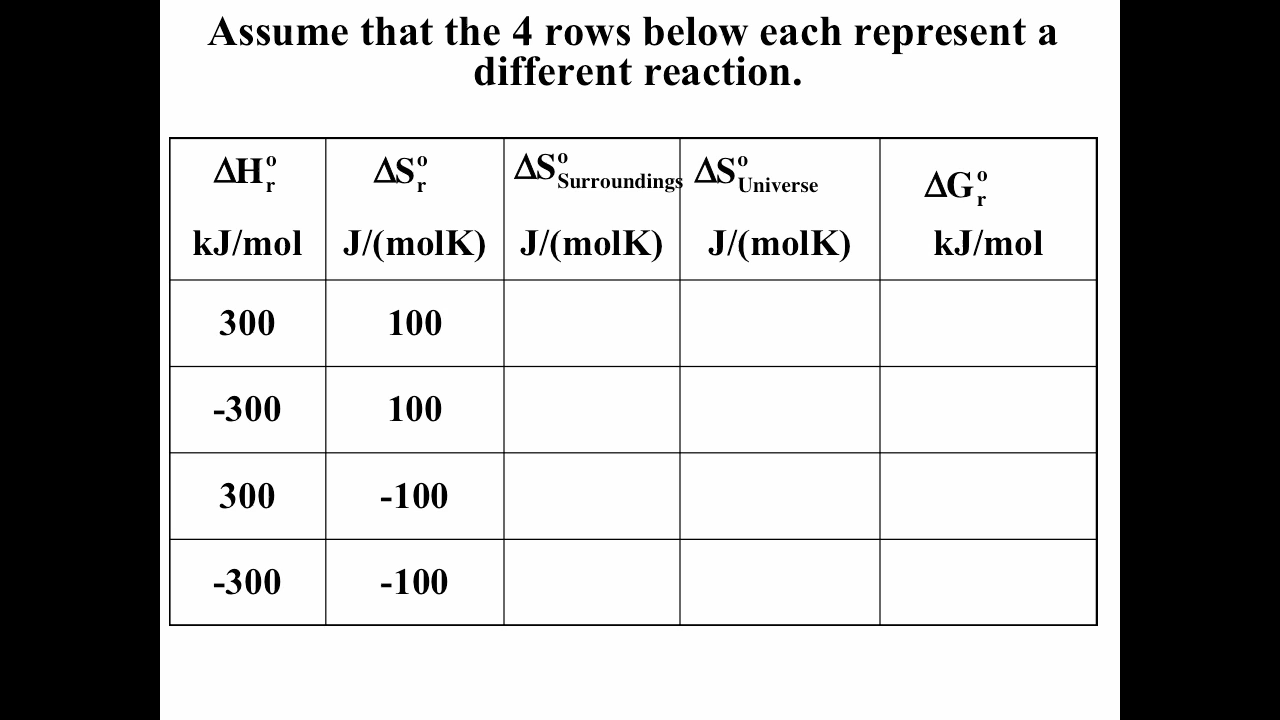 Assume that the 4 rows below each represent a
different reaction.
ΔH°r ΔS°r ΔS°Surroundings ΔS°Universe ΔG°r
kJ/mol J/(molK) J/(molK) J/(molK) kJ/mol
300 100
-300 100
300 -100
-300 -100